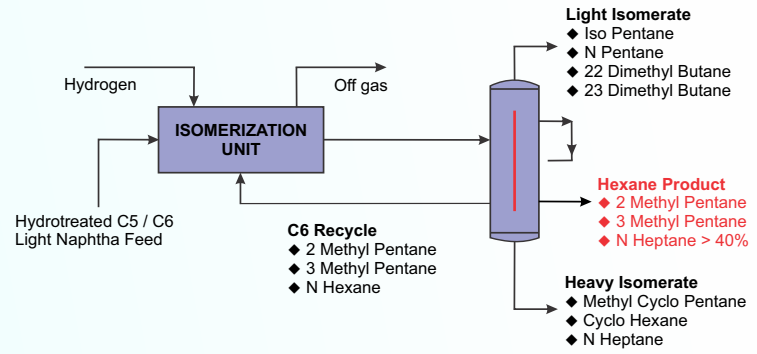 Light Isomerate
◆ Iso Pentane
◆ N Pentane
◆ 22 Dimethyl Butane
◆ 23 Dimethyl Butane
Hydrogen
Off gas
ISOMERIZATION
UNIT
Hydrotreated C5 / C6
Light Naphtha Feed
C6 Recycle
◆ 2 Methyl Pentane
◆ 3 Methyl Pentane
◆ N Hexane
Hexane Product
◆ 2 Methyl Pentane
◆ 3 Methyl Pentane
◆ N Heptane > 40%
Heavy Isomerate
◆ Methyl Cyclo Pentane
◆ Cyclo Hexane
◆ N Heptane